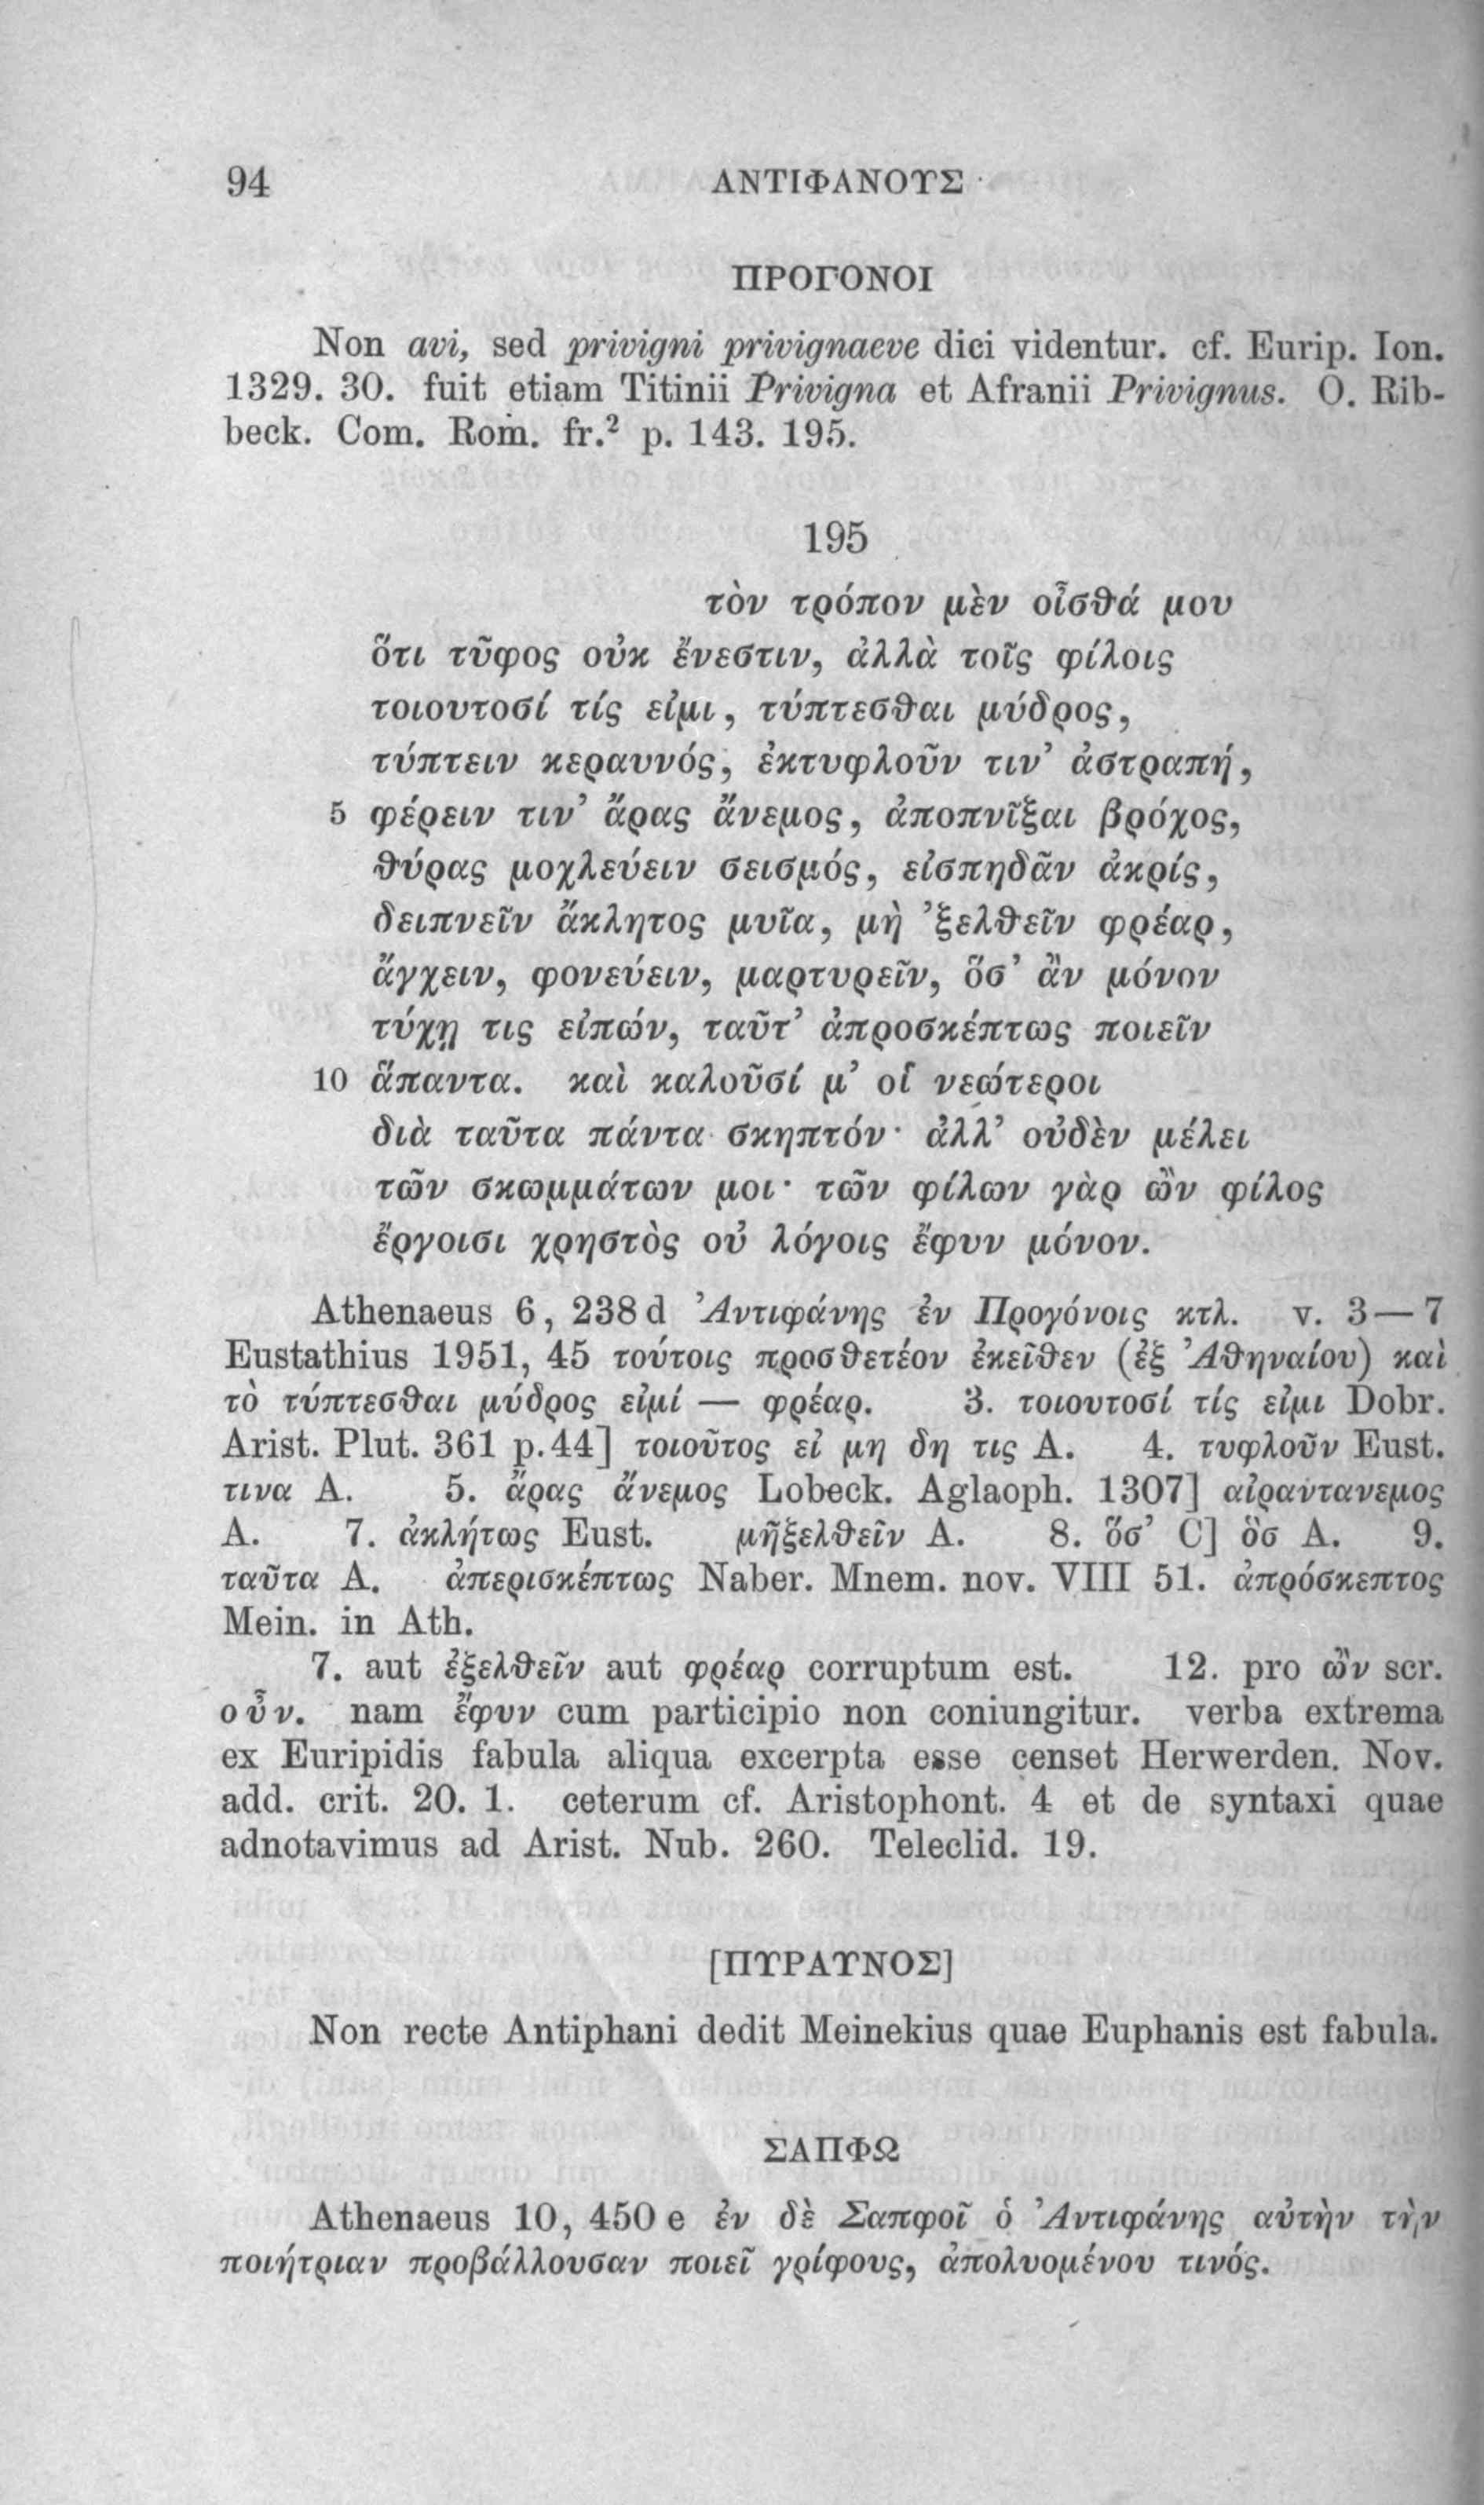 94 ΑΝΤΙΦΑΝΟΥΣ
ΠΡΟΓΟΝΟΙ
Non avi, sed privigni privignaeve dici videntur. cf. Eurip. Ion.
1329. 30. fuit etiam Titinii Privigna et Afranii Privignus. O. Rib-
beck. Com. Rom. fr.² p. 143. 195.
195
τὸν τρόπον μὲν οἶσθά μου
ὅτι τῦφος οὐκ ἔνεστιν, ἀλλὰ τοῖς φίλοις
τοιουτοσί τίς εἰμι, τύπτεσθαι μύδρος,
τύπτειν κεραυνός, ἐκτυφλοῦν τιν’ ἀστραπή,
5 φέρειν τιν’ ἄρας ἄνεμος, ἀποπνῖξαι βρόχος,
θύρας μοχλεύειν σεισμός, εἰσπηδᾶν ἀκρίς,
δειπνεῖν ἄκλητος μυῖα, μὴ ’ξελθεῖν φρέαρ,
ἄγχειν, φονεύειν, μαρτυρεῖν, ὅσ’ ἂν μόνον
τύχῃ τις εἰπών, ταῦτ’ ἀπροσκέπτως ποιεῖν
10 ἅπαντα. καὶ καλοῦσί μ’ οἱ νεώτεροι
διὰ ταῦτα πάντα σκηπτόν· ἀλλ’ οὐδὲν μέλει
τῶν σκωμμάτων μοι· τῶν φίλων γὰρ ὢν φίλος
ἔργοισι χρηστὸς οὐ λόγοις ἔφυν μόνον.
Athenaeus 6, 238 d Ἀντιφάνης ἐν Προγόνοις κτλ. v. 3—7
Eustathius 1951, 45 τούτοις προσθετέον ἐκεῖθεν (ἐξ Ἀθηναίου) καὶ
τὸ τύπτεσθαι μύδρος εἰμί — φρέαρ. 3. τοιουτοσί τίς εἰμι Dobr.
Arist. Plut. 361 p. 44] τοιοῦτος εἰ μη δη τις A. 4. τυφλοῦν Eust.
τινα A. 5. ἄρας ἄνεμος Lobeck. Aglaoph. 1307] αἰραντανεμος
A. 7. ἀκλήτως Eust. μῆξελθεῖν A. 8. ὅσ’ C] ὃσ A. 9.
ταῦτα A. ἀπερισκέπτως Naber. Mnem. nov. VIII 51. ἀπρόσκεπτος
Mein. in Ath.
7. aut ἐξελθεῖν aut φρέαρ corruptum est. 12. pro ὢν scr.
οὖν. nam ἔφυν cum participio non coniungitur. verba extrema
ex Euripidis fabula aliqua excerpta esse censet Herwerden. Nov.
add. crit. 20. 1. ceterum cf. Aristophont. 4 et de syntaxi quae
adnotavimus ad Arist. Nub. 260. Teleclid. 19.
[ΠΥΡΑΥΝΟΣ]
Non recte Antiphani dedit Meinekius quae Euphanis est fabula.
ΣΑΠΦΩ
Athenaeus 10, 450 e ἐν δὲ Σαπφοῖ ὁ Ἀντιφάνης αὐτὴν τὴν
ποιήτριαν προβάλλουσαν ποιεῖ γρίφους, ἀπολυομένου τινός.